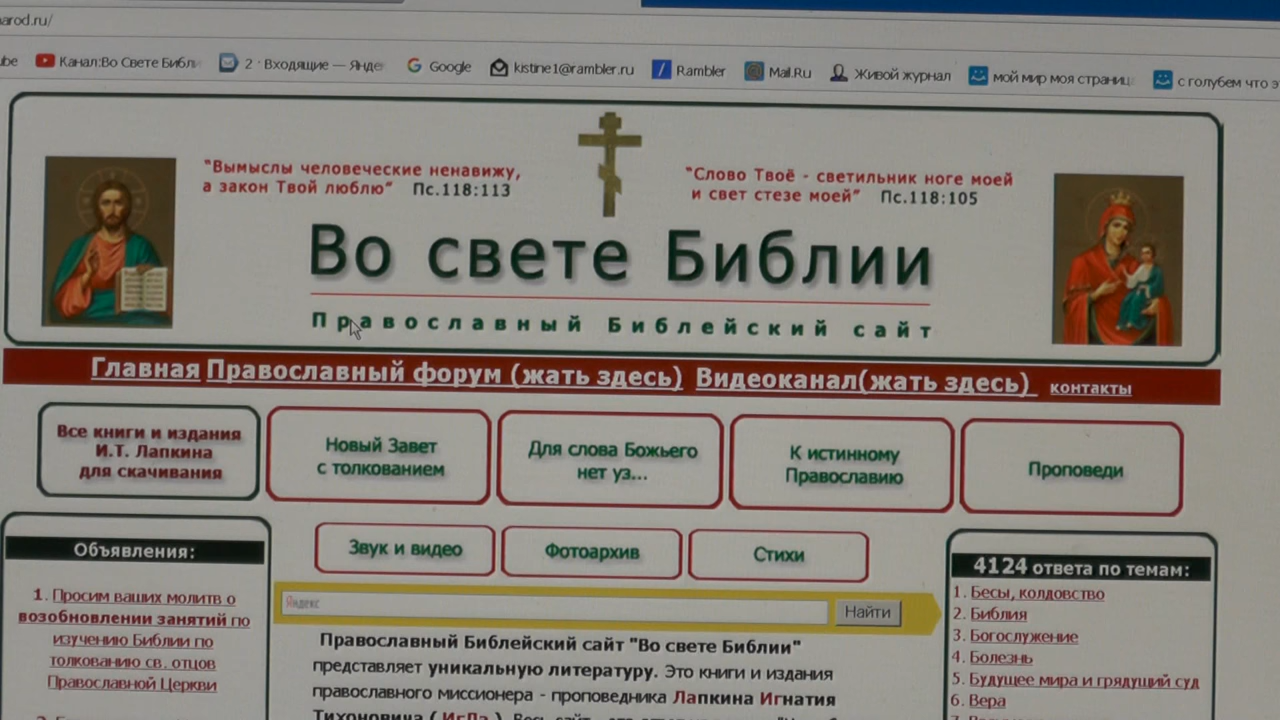 arod.ru/
ube Канал:Во Свете Библ 2 · Входящие — Янде Google kistine1@rambler.ru Rambler Mail.Ru Живой журнал мой мир моя страниц с голубем что э
"Вымыслы человеческие ненавижу,
а закон Твой люблю" Пс.118:113
"Слово Твоё - светильник ноге моей
и свет стезе моей" Пс.118:105
Во свете Библии
Православный Библейский сайт
Главная Православный форум (жать здесь) Видеоканал(жать здесь) контакты
Все книги и издания
И.Т. Лапкина
для скачивания
Новый Завет
с толкованием
Для слова Божьего
нет уз...
К истинному
Православию
Проповеди
Звук и видео
Фотоархив
Стихи
Объявления:
1. Просим ваших молитв о
возобновлении занятий по
изучению Библии по
толкованию св. отцов
Православной Церкви
Яндекс Найти
Православный Библейский сайт "Во свете Библии"
представляет уникальную литературу. Это книги и издания
православного миссионера - проповедника Лапкина Игнатия
Тихоновича ( ИгЛа ).
4124 ответа по темам:
1. Бесы, колдовство
2. Библия
3. Богослужение
4. Болезнь
5. Будущее мира и грядущий суд
6. Вера